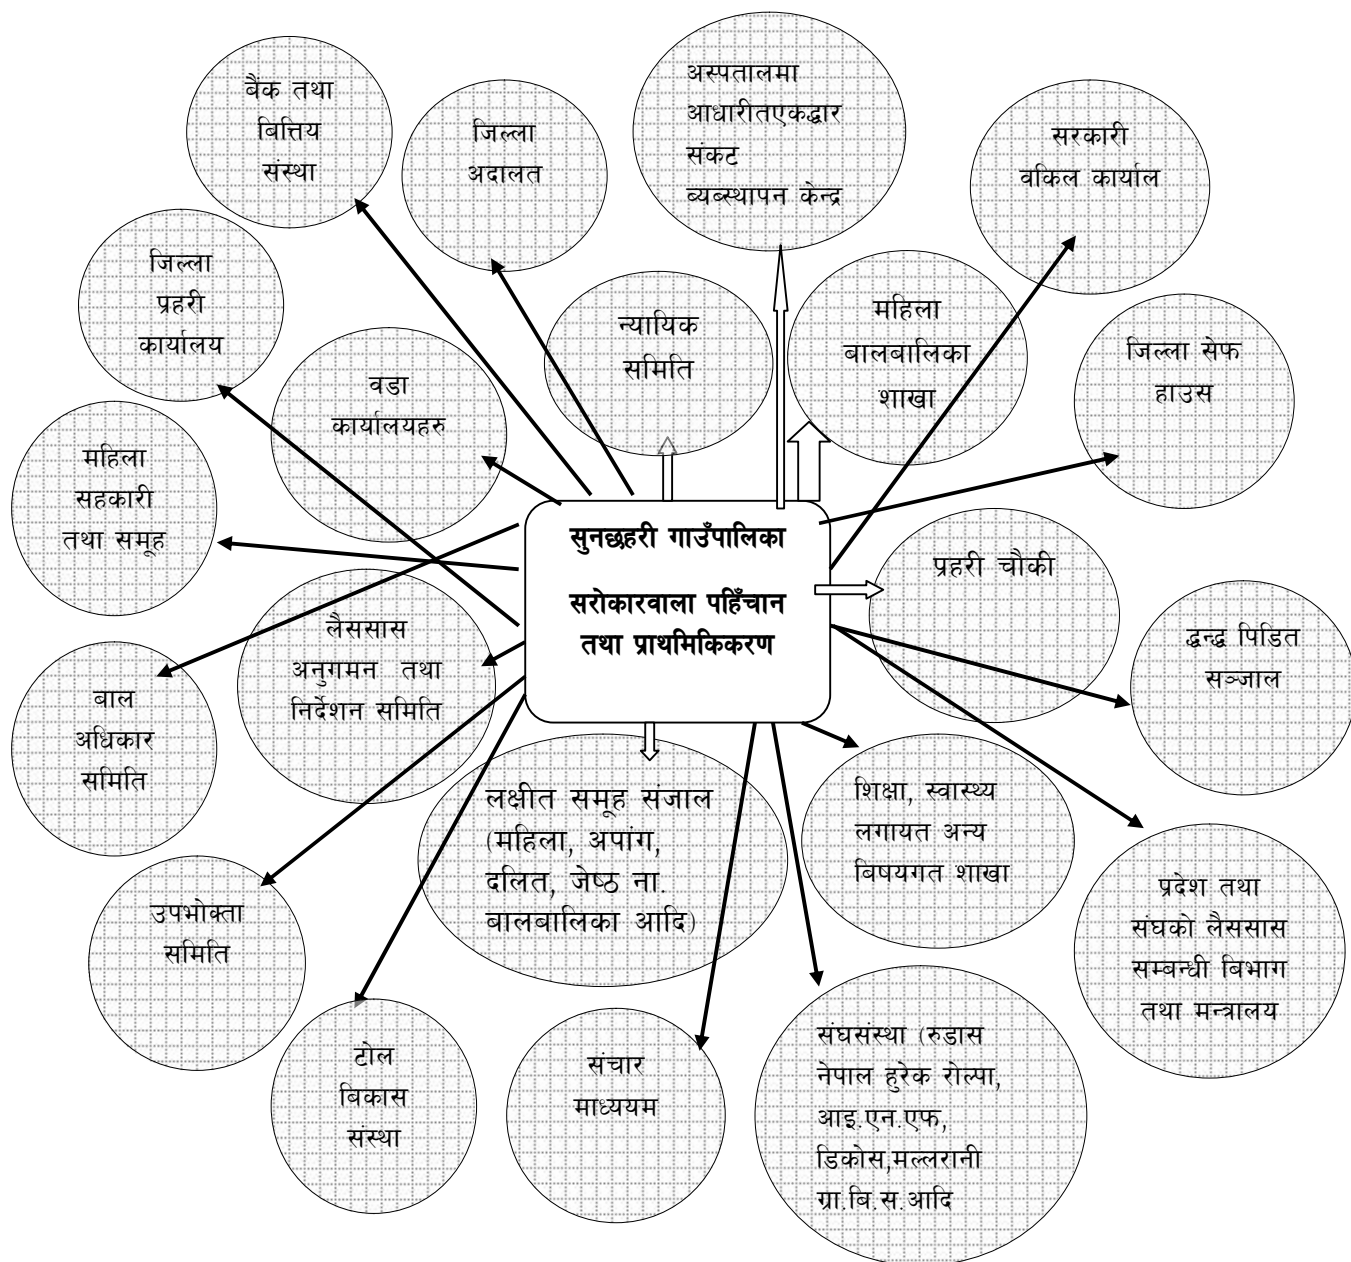 बैक तथा
बित्तिय
संस्था
जिल्ला
अदालत
अस्पतालमा
आधारीतएकद्धार
संकट
ब्यब्स्थापन केन्द्र
सरकारी
वकिल कार्याल
जिल्ला
प्रहरी
कार्यालय
वडा
कार्यालयहरु
न्यायिक
समिति
महिला
बालबालिका
शाखा
जिल्ला सेफ
हाउस
महिला
सहकारी
तथा समूह
सुनछहरी गाउँपालिका
सरोकारवाला पहिँचान
तथा प्राथमिकिकरण
प्रहरी चौकी
लैससास
अनुगमन तथा
निर्देशन समिति
द्धन्द्ध पिडित
सञ्जाल
बाल
अधिकार
समिति
लक्षीत समूह संजाल
(महिला, अपांग,
दलित, जेष्ठ ना.
बालबालिका आदि)
शिक्षा, स्वास्थ्य
लगायत अन्य
बिषयगत शाखा
प्रदेश तथा
संघको लैससास
सम्बन्धी बिभाग
तथा मन्त्रालय
उपभोक्ता
समिति
टोल
बिकास
संस्था
संचार
माध्ययम
संघसंस्था (रुडास
नेपाल हुरेक रोल्पा,
आइ.एन.एफ,
डिकोस,मल्लरानी
ग्रा.बि.स.आदि